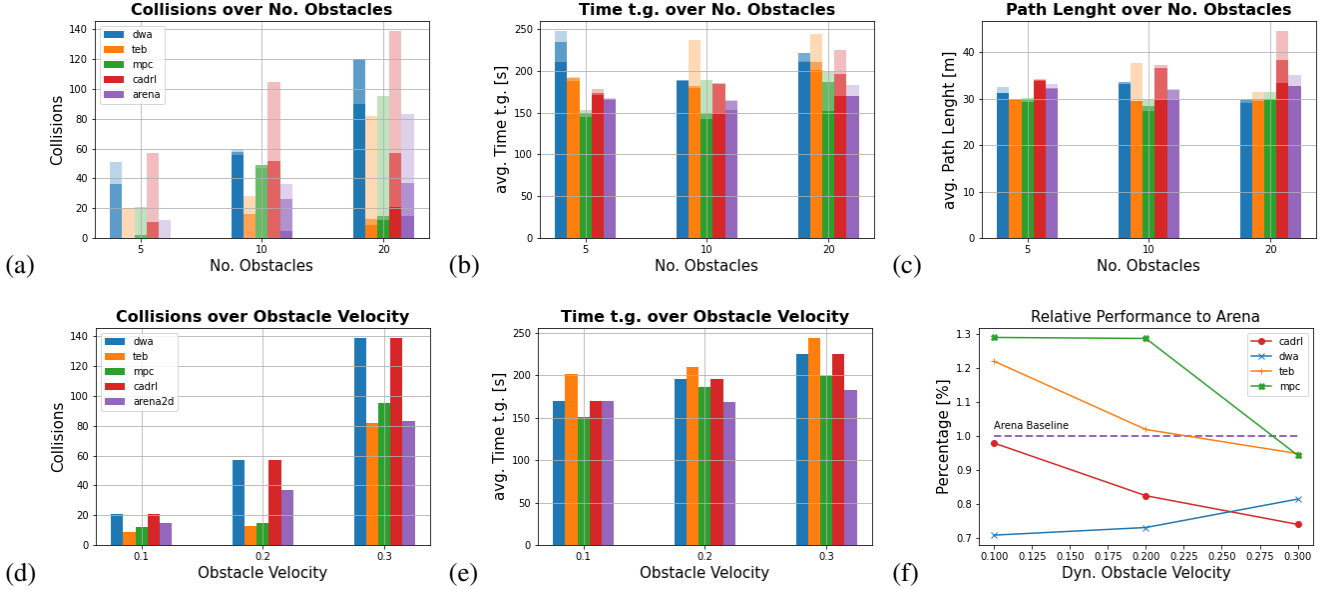 Collisions over No. Obstacles
140
120
100
80
60
40
20
0
Collisions
dwa
teb
mpc
cadrl
arena
5
10
20
No. Obstacles
(a)
Time t.g. over No. Obstacles
250
200
150
100
50
0
avg. Time t.g. [s]
5
10
20
No. Obstacles
(b)
Path Lenght over No. Obstacles
40
30
20
10
0
avg. Path Lenght [m]
5
10
20
No. Obstacles
(c)
Collisions over Obstacle Velocity
140
120
100
80
60
40
20
0
Collisions
dwa
teb
mpc
cadrl
arena2d
0.1
0.2
0.3
Obstacle Velocity
(d)
Time t.g. over Obstacle Velocity
250
200
150
100
50
0
avg. Time t.g. [s]
0.1
0.2
0.3
Obstacle Velocity
(e)
Relative Performance to Arena
1.3
1.2
1.1
1.0
0.9
0.8
0.7
Percentage [%]
cadrl
dwa
teb
mpc
Arena Baseline
0.100
0.125
0.150
0.175
0.200
0.225
0.250
0.275
0.300
Dyn. Obstacle Velocity
(f)